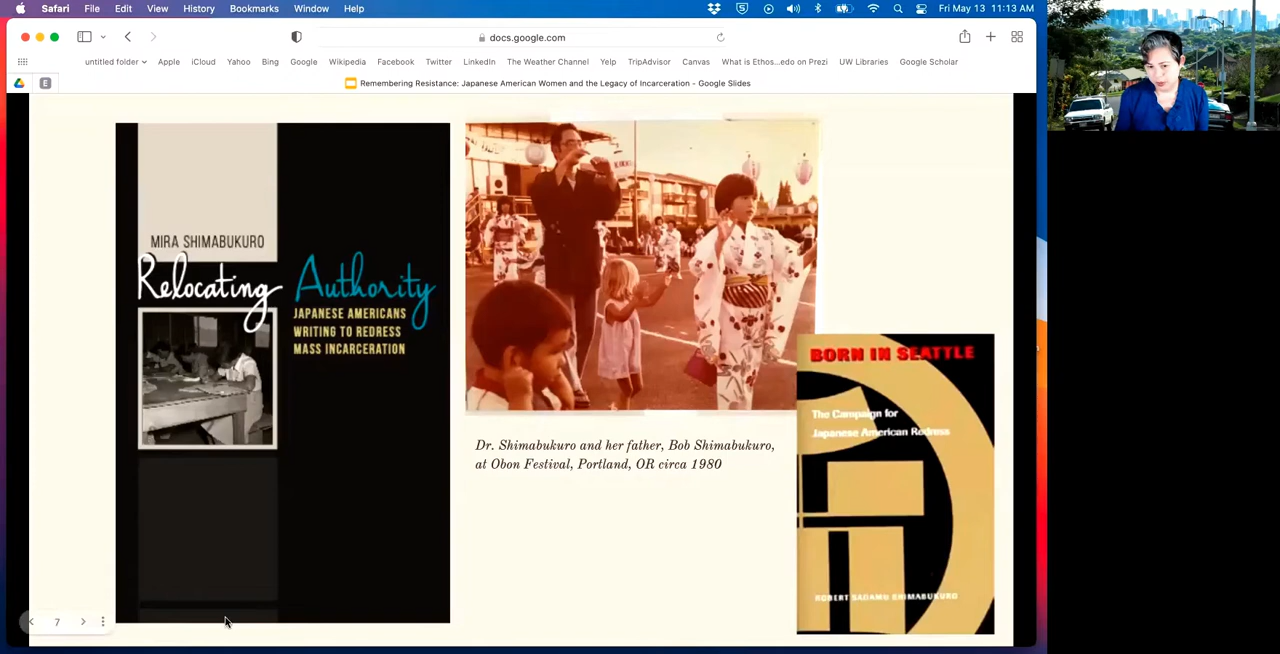 Safari File Edit View History Bookmarks Window Help
Fri May 13 11:13 AM
docs.google.com
untitled folder Apple iCloud Yahoo Bing Google Wikipedia Facebook Twitter LinkedIn The Weather Channel Yelp TripAdvisor Canvas What is Ethos...edo on Prezi UW Libraries Google Scholar
E
Remembering Resistance: Japanese American Women and the Legacy of Incarceration - Google Slides
MIRA SHIMABUKURO
Relocating Authority
JAPANESE AMERICANS
WRITING TO REDRESS
MASS INCARCERATION
Dr. Shimabukuro and her father, Bob Shimabukuro,
at Obon Festival, Portland, OR circa 1980
BORN IN SEATTLE
The Campaign for
Japanese American Redress
ROBERT SADAMU SHIMABUKURO
7